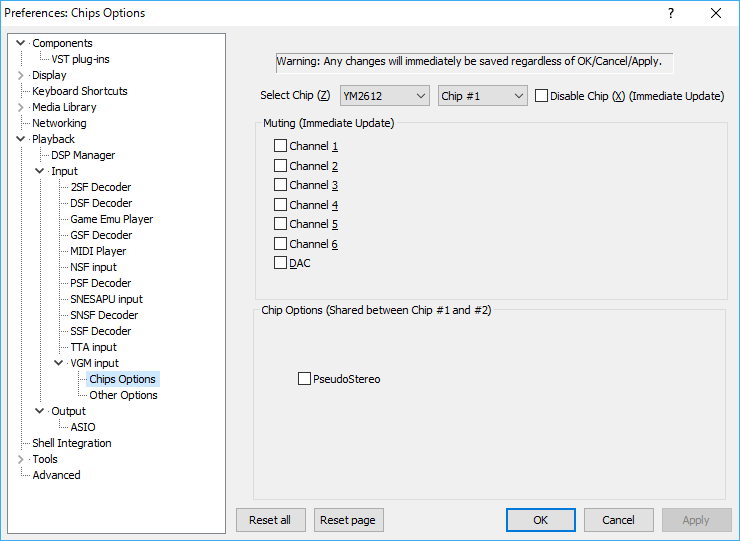 Preferences: Chips Options
Components
VST plug-ins
Display
Keyboard Shortcuts
Media Library
Networking
Playback
DSP Manager
Input
2SF Decoder
DSF Decoder
Game Emu Player
GSF Decoder
MIDI Player
NSF input
PSF Decoder
SNESAPU input
SNSF Decoder
SSF Decoder
TTA input
VGM input
Chips Options
Other Options
Output
ASIO
Shell Integration
Tools
Advanced
Warning: Any changes will immediately be saved regardless of OK/Cancel/Apply.
Select Chip (Z) YM2612 Chip #1 Disable Chip (X) (Immediate Update)
Muting (Immediate Update)
Channel 1
Channel 2
Channel 3
Channel 4
Channel 5
Channel 6
DAC
Chip Options (Shared between Chip #1 and #2)
PseudoStereo
Reset all Reset page OK Cancel Apply